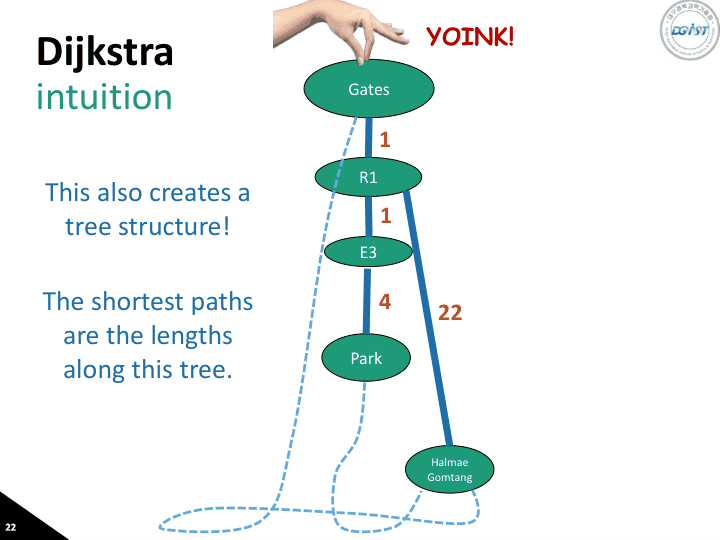 Dijkstra
intuition
YOINK!
DGIST
Gates
1
R1
1
E3
4
22
Park
Halmae
Gomtang
This also creates a
tree structure!
The shortest paths
are the lengths
along this tree.
22